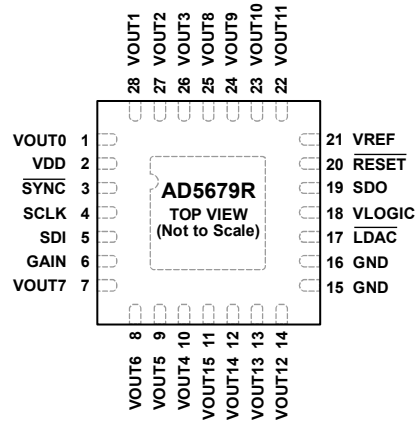 VOUT1
VOUT2
VOUT3
VOUT8
VOUT9
VOUT10
VOUT11
28
27
26
25
24
23
22
VOUT0 1
VDD 2
SYNC 3
SCLK 4
SDI 5
GAIN 6
VOUT7 7
AD5679R
TOP VIEW
(Not to Scale)
21 VREF
20 RESET
19 SDO
18 VLOGIC
17 LDAC
16 GND
15 GND
8
9
10
11
12
13
14
VOUT6
VOUT5
VOUT4
VOUT15
VOUT14
VOUT13
VOUT12